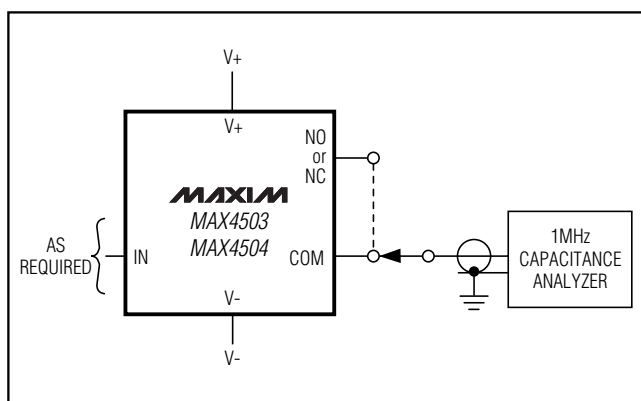 V+
V+
NO
or
NC
MAXIM
MAX4503
MAX4504
AS
REQUIRED
IN
COM
1MHz
CAPACITANCE
ANALYZER
V-
V-